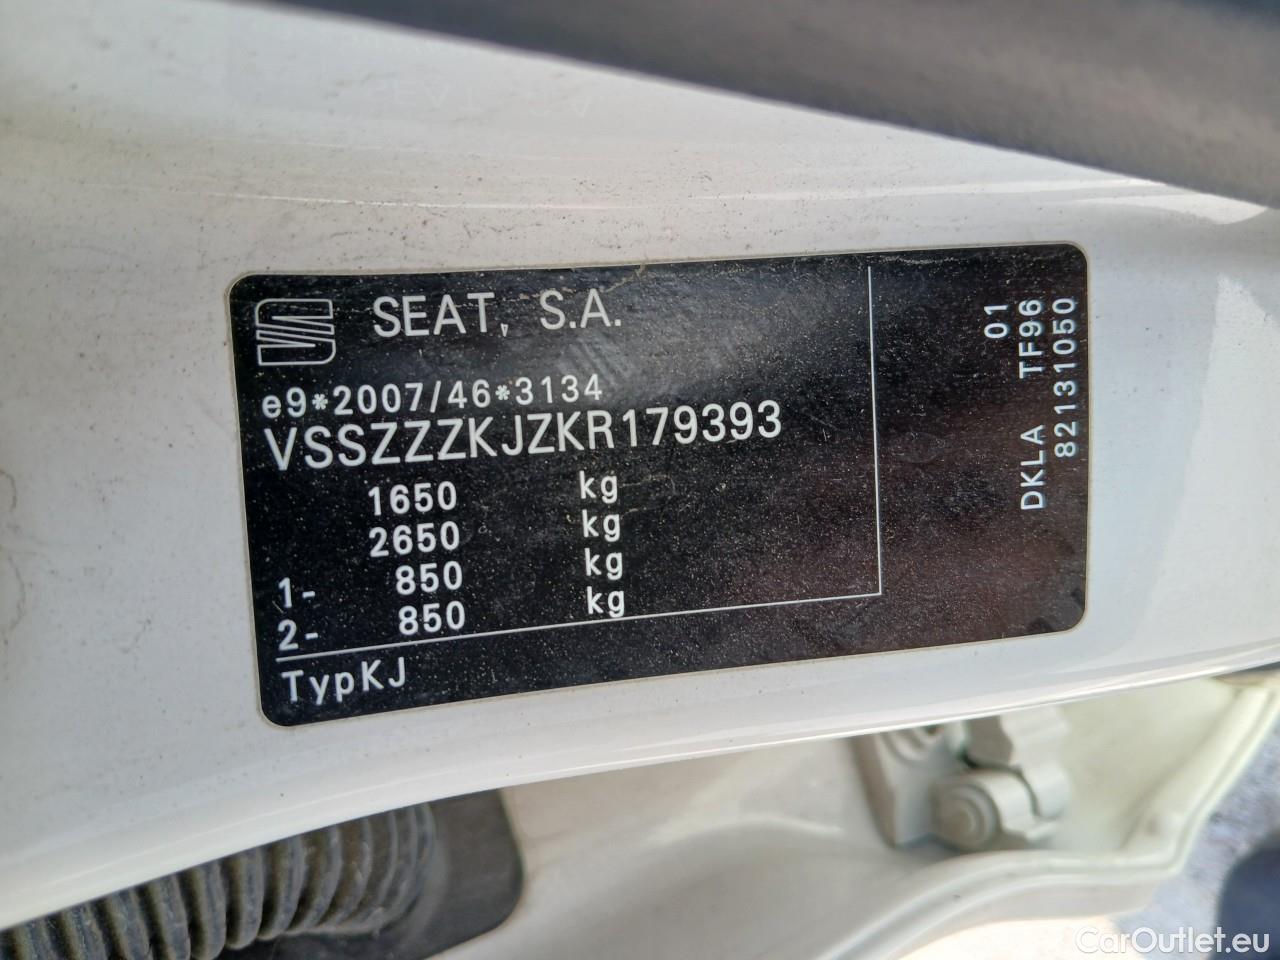 SEAT, S.A.
e9*2007/46*3134
VSSZZZKJZKR179393
1650 kg
2650 kg
1- 850 kg
2- 850 kg
TypKJ
01
DKLA TF96
82131050
CarOutlet.eu